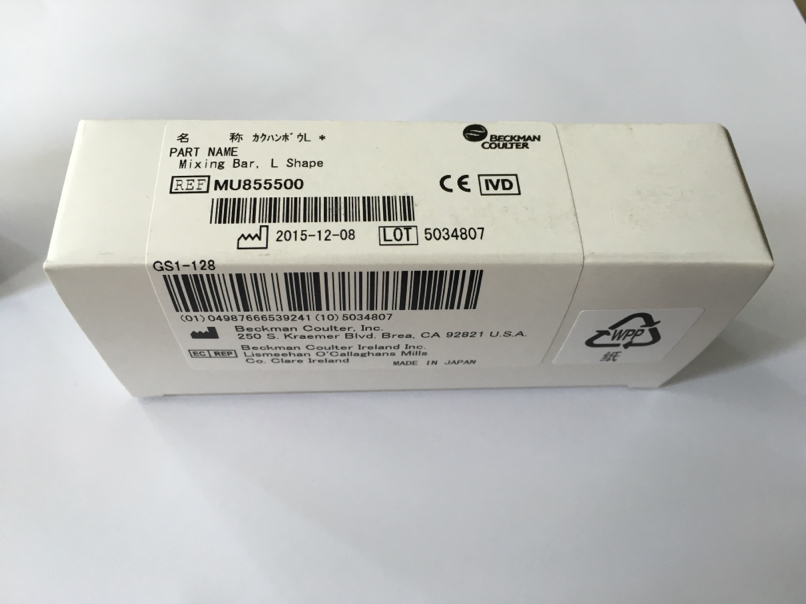 名 称 カクハンボウL *
BECKMAN
COULTER
PART NAME
Mixing Bar, L Shape
REF MU855500
CE IVD
2015-12-08 LOT 5034807
GS1-128
(01)04987666539241(10)5034807
Beckman Coulter, Inc.
250 S. Kraemer Blvd. Brea, CA 92821 U.S.A.
EC REP Beckman Coulter Ireland Inc.
Lismeehan O'Callaghans Mills
Co. Clare Ireland MADE IN JAPAN
WPP
紙